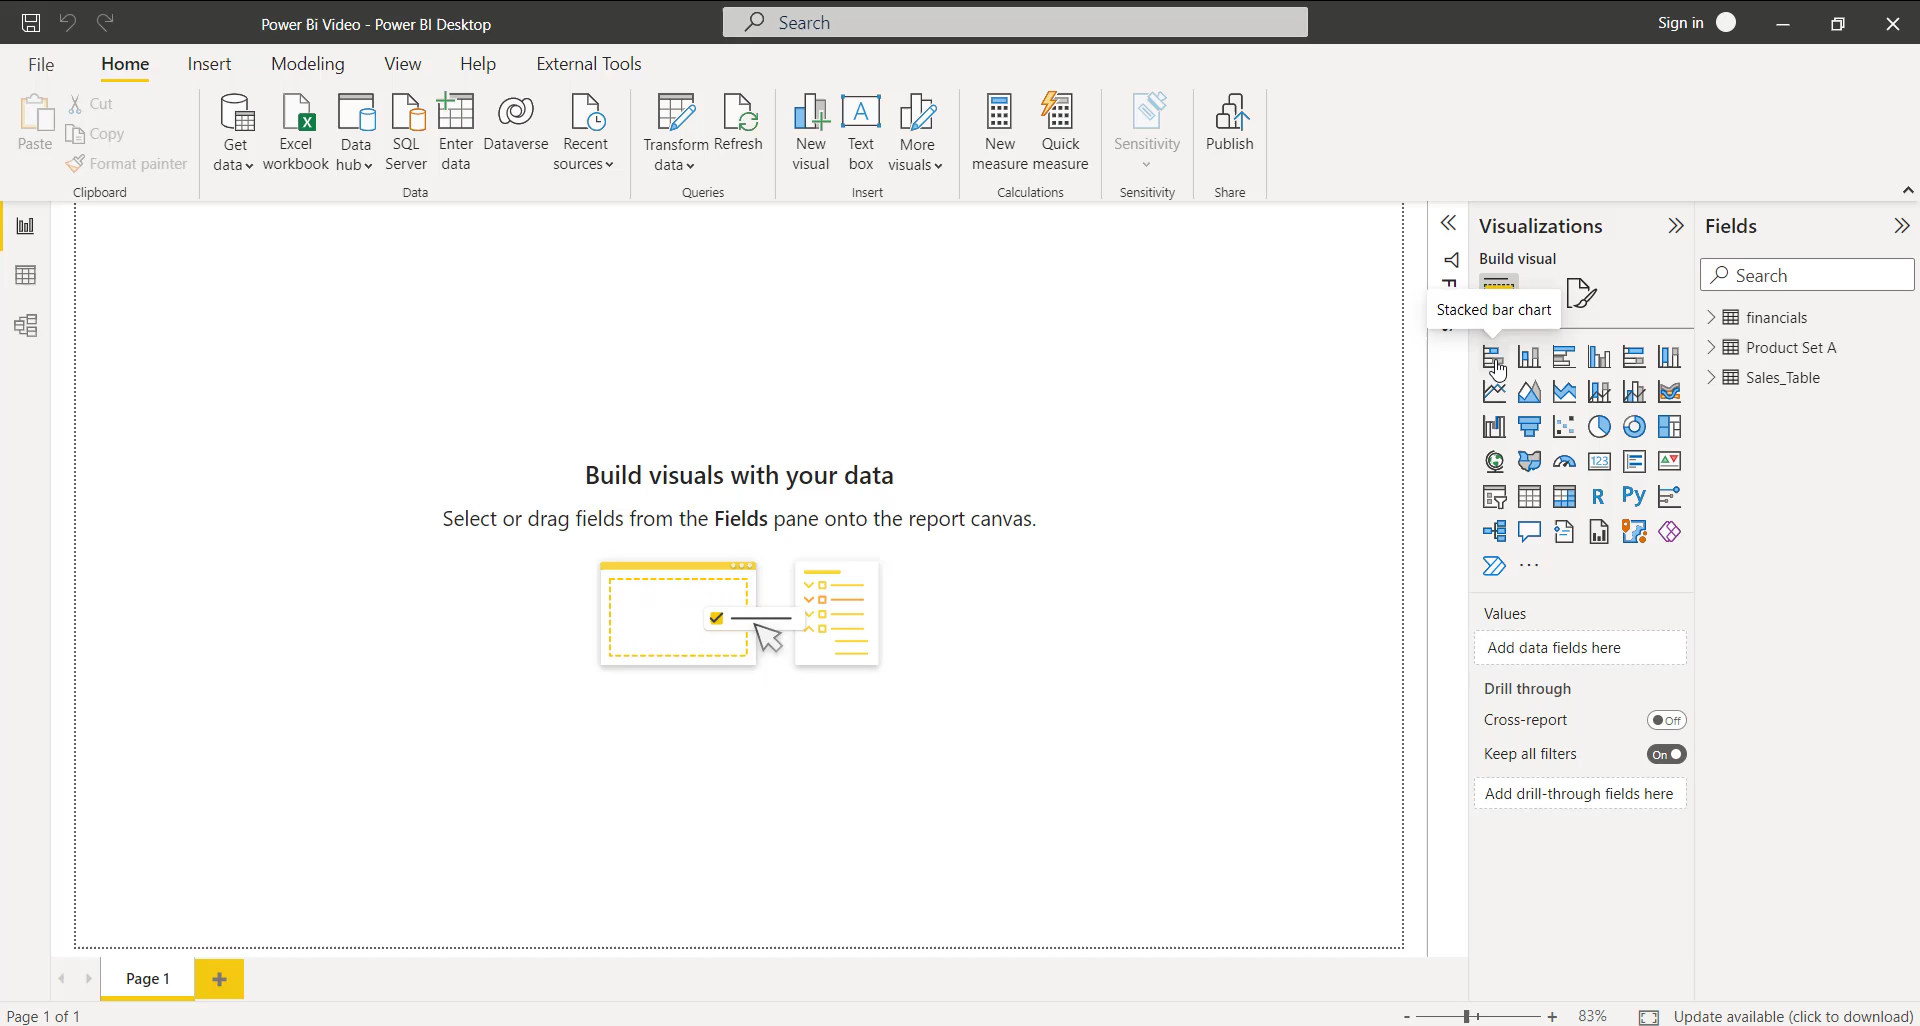 Power Bi Video - Power BI Desktop
Search
Sign in
File Home Insert Modeling View Help External Tools
Paste
Cut
Copy
Format painter
Clipboard
Get data
Excel workbook
Data hub
SQL Server
Enter data
Dataverse
Recent sources
Data
Transform data
Refresh
Queries
New visual
Text box
More visuals
Insert
New measure
Quick measure
Calculations
Sensitivity
Sensitivity
Publish
Share
Build visuals with your data
Select or drag fields from the Fields pane onto the report canvas.
Visualizations
Build visual
Stacked bar chart
123
R
Py
Values
Add data fields here
Drill through
Cross-report
Off
Keep all filters
On
Add drill-through fields here
Fields
Search
financials
Product Set A
Sales_Table
Page 1
Page 1 of 1
- + 83%
Update available (click to download)